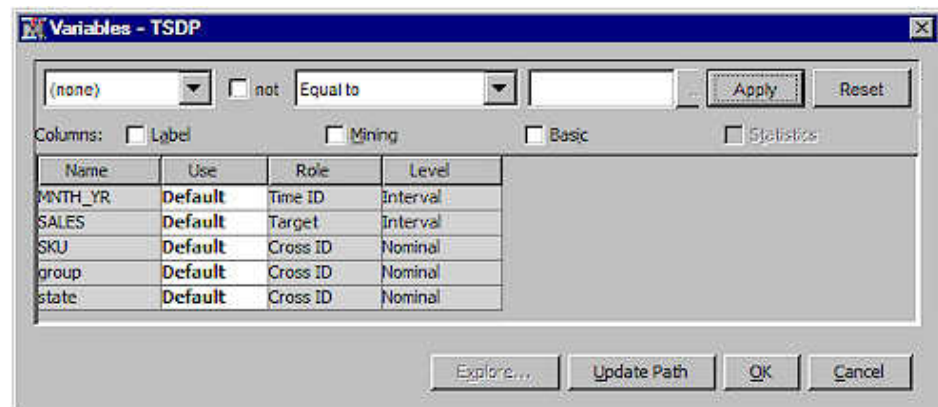 Variables - TSDP
(none) not Equal to ... Apply Reset
Columns: Label Mining Basic Statistics
Name Use Role Level
MNTH_YR Default Time ID Interval
SALES Default Target Interval
SKU Default Cross ID Nominal
group Default Cross ID Nominal
state Default Cross ID Nominal
Explore... Update Path OK Cancel